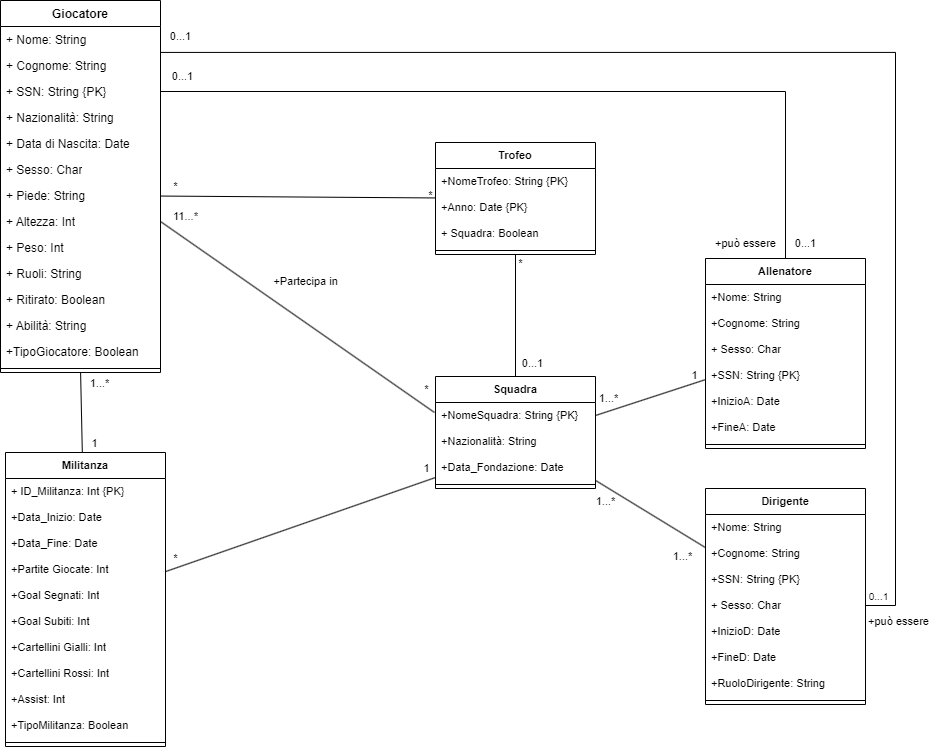 Giocatore
+ Nome: String
+ Cognome: String
+ SSN: String {PK}
+ Nazionalità: String
+ Data di Nascita: Date
+ Sesso: Char
+ Piede: String
+ Altezza: Int
+ Peso: Int
+ Ruoli: String
+ Ritirato: Boolean
+ Abilità: String
+TipoGiocatore: Boolean
0...1
0...1
*
*
11...*
+Partecipa in
*
1...*
1
Trofeo
+NomeTrofeo: String {PK}
+Anno: Date {PK}
+ Squadra: Boolean
*
0...1
+può essere
0...1
Allenatore
+Nome: String
+Cognome: String
+ Sesso: Char
+SSN: String {PK}
+InizioA: Date
+FineA: Date
Squadra
+NomeSquadra: String {PK}
+Nazionalità: String
+Data_Fondazione: Date
1...*
1
1
*
1...*
1...*
Militanza
+ ID_Militanza: Int {PK}
+Data_Inizio: Date
+Data_Fine: Date
+Partite Giocate: Int
+Goal Segnati: Int
+Goal Subiti: Int
+Cartellini Gialli: Int
+Cartellini Rossi: Int
+Assist: Int
+TipoMilitanza: Boolean
Dirigente
+Nome: String
+Cognome: String
+SSN: String {PK}
+ Sesso: Char
+InizioD: Date
+FineD: Date
+RuoloDirigente: String
0...1
+può essere